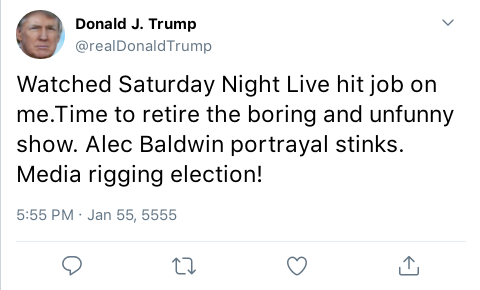 Donald J. Trump
@realDonaldTrump
Watched Saturday Night Live hit job on
me.Time to retire the boring and unfunny
show. Alec Baldwin portrayal stinks.
Media rigging election!
5:55 PM · Jan 55, 5555